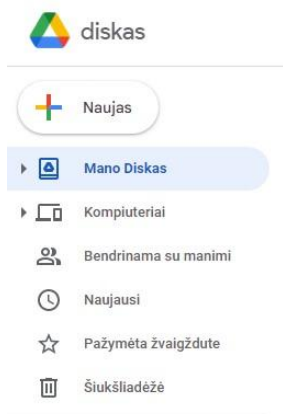 diskas
Naujas
Mano Diskas
Kompiuteriai
Bendrinama su manimi
Naujausi
Pažymėta žvaigždute
Šiukšliadėžė